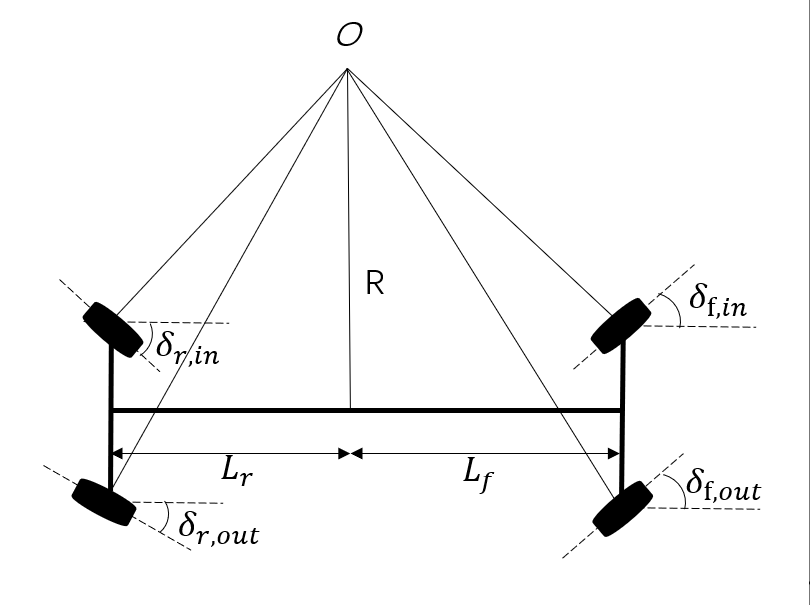 O
R
δf,in
δr,in
Lr
Lf
δf,out
δr,out